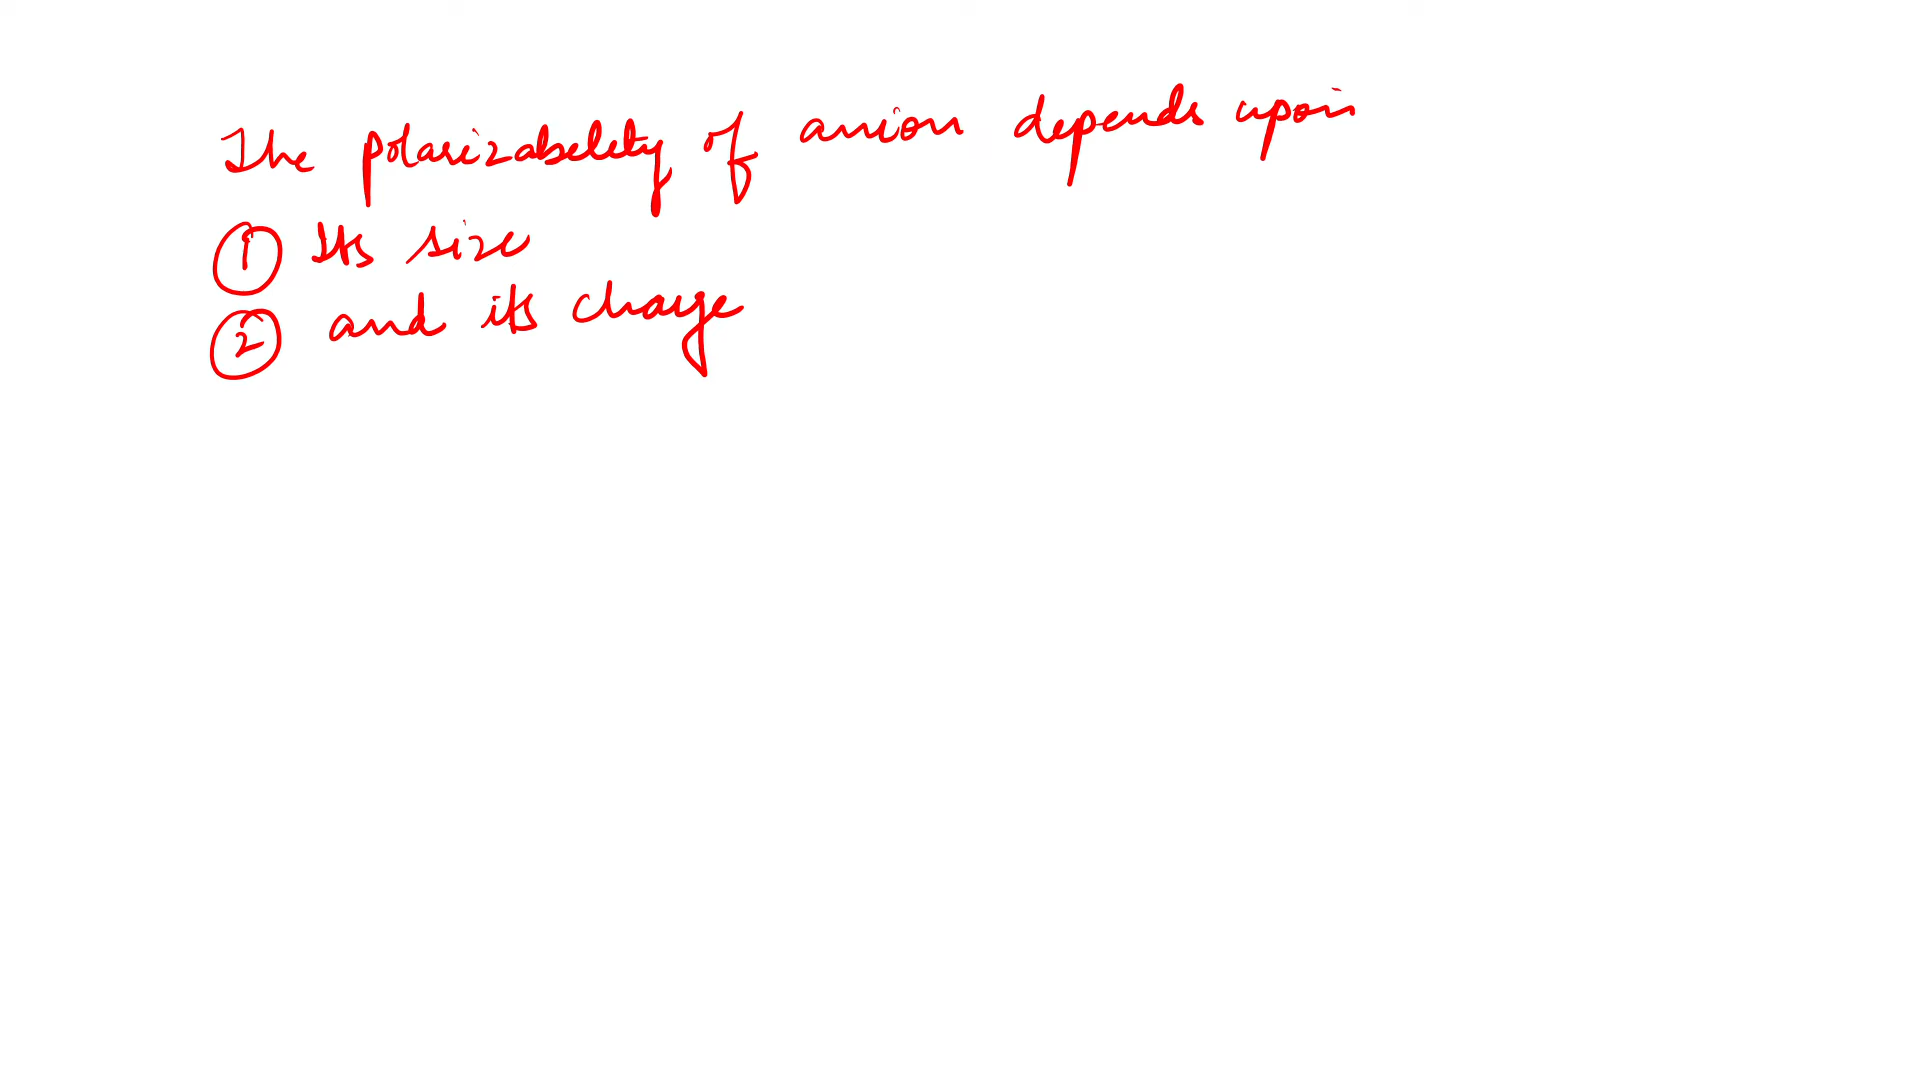 The polarizability of anion depends upon
① Its size
② and its charge